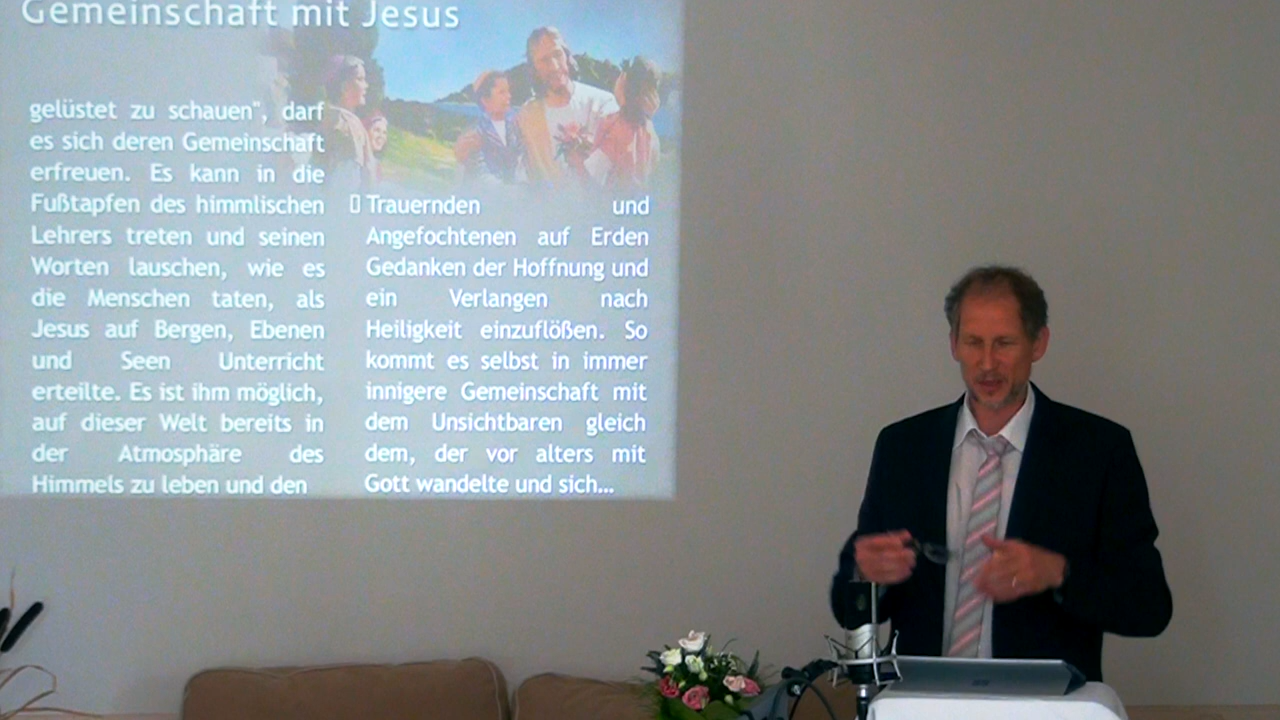 Gemeinschaft mit Jesus
gelüstet zu schauen", darf
es sich deren Gemeinschaft
erfreuen. Es kann in die
Fußtapfen des himmlischen
Lehrers treten und seinen
Worten lauschen, wie es
die Menschen taten, als
Jesus auf Bergen, Ebenen
und Seen Unterricht
erteilte. Es ist ihm möglich,
auf dieser Welt bereits in
der Atmosphäre des
Himmels zu leben und den
Trauernden und
Angefochtenen auf Erden
Gedanken der Hoffnung und
ein Verlangen nach
Heiligkeit einzuflößen. So
kommt es selbst in immer
innigere Gemeinschaft mit
dem Unsichtbaren gleich
dem, der vor alters mit
Gott wandelte und sich...